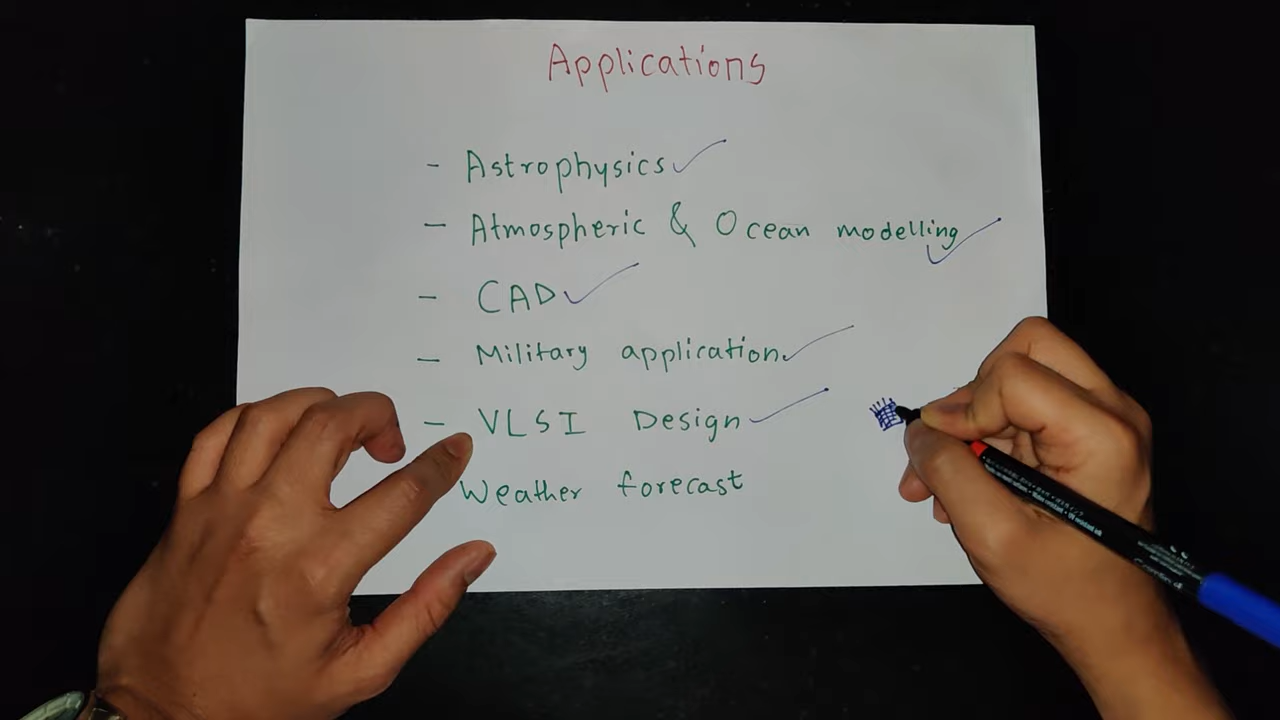 Applications
- Astrophysics
- Atmospheric & Ocean modelling
- CAD
- Military application
- VLSI Design
Weather forecast